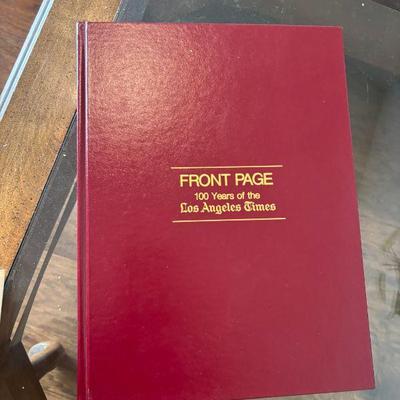 FRONT PAGE
100 Years of the
Los Angeles Times